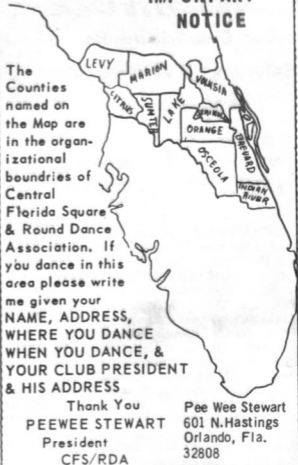 NOTICE
The
Counties
named on
the Map are
in the organ-
izational
boundries of
Central
Florida Square
& Round Dance
Association. If
you dance in this
area please write
me given your
NAME, ADDRESS,
WHERE YOU DANCE
WHEN YOU DANCE, &
YOUR CLUB PRESIDENT
& HIS ADDRESS
Thank You
PEEWEE STEWART
President
CFS/RDA
Pee Wee Stewart
601 N.Hastings
Orlando, Fla.
32808
LEVY
MARION
CITRUS
SUMTER
LAKE
ORANGE
OSCEOLA
BREVARD
INDIAN
RIVER